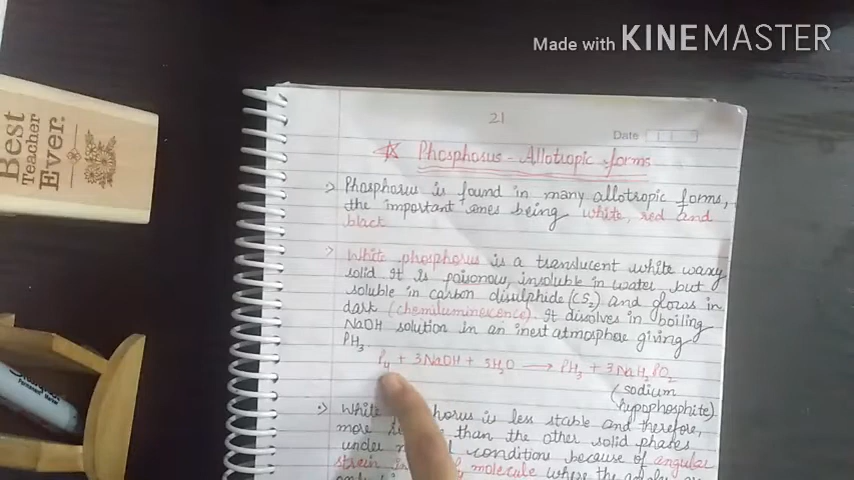 Made with KINEMASTER
Best
Teacher
Ever.
21
Date
Phosphorus - Allotropic forms
Phosphorus is found in many allotropic forms,
the important ones being white, red and
black
White phosphorus is a translucent white waxy
solid. It is poisonous, insoluble in water but
soluble in carbon disulphide (CS2) and glows in
dark (chemiluminescence). It dissolves in boiling
NaOH solution in an inert atmosphere giving
PH3.
P4 + 3NaOH + 3H2O → PH3 + 3NaH2PO2
(sodium
hypophosphite)
White is less stable and therefore,
more than the other solid phases
under conditions because of angular
strain in molecule where the